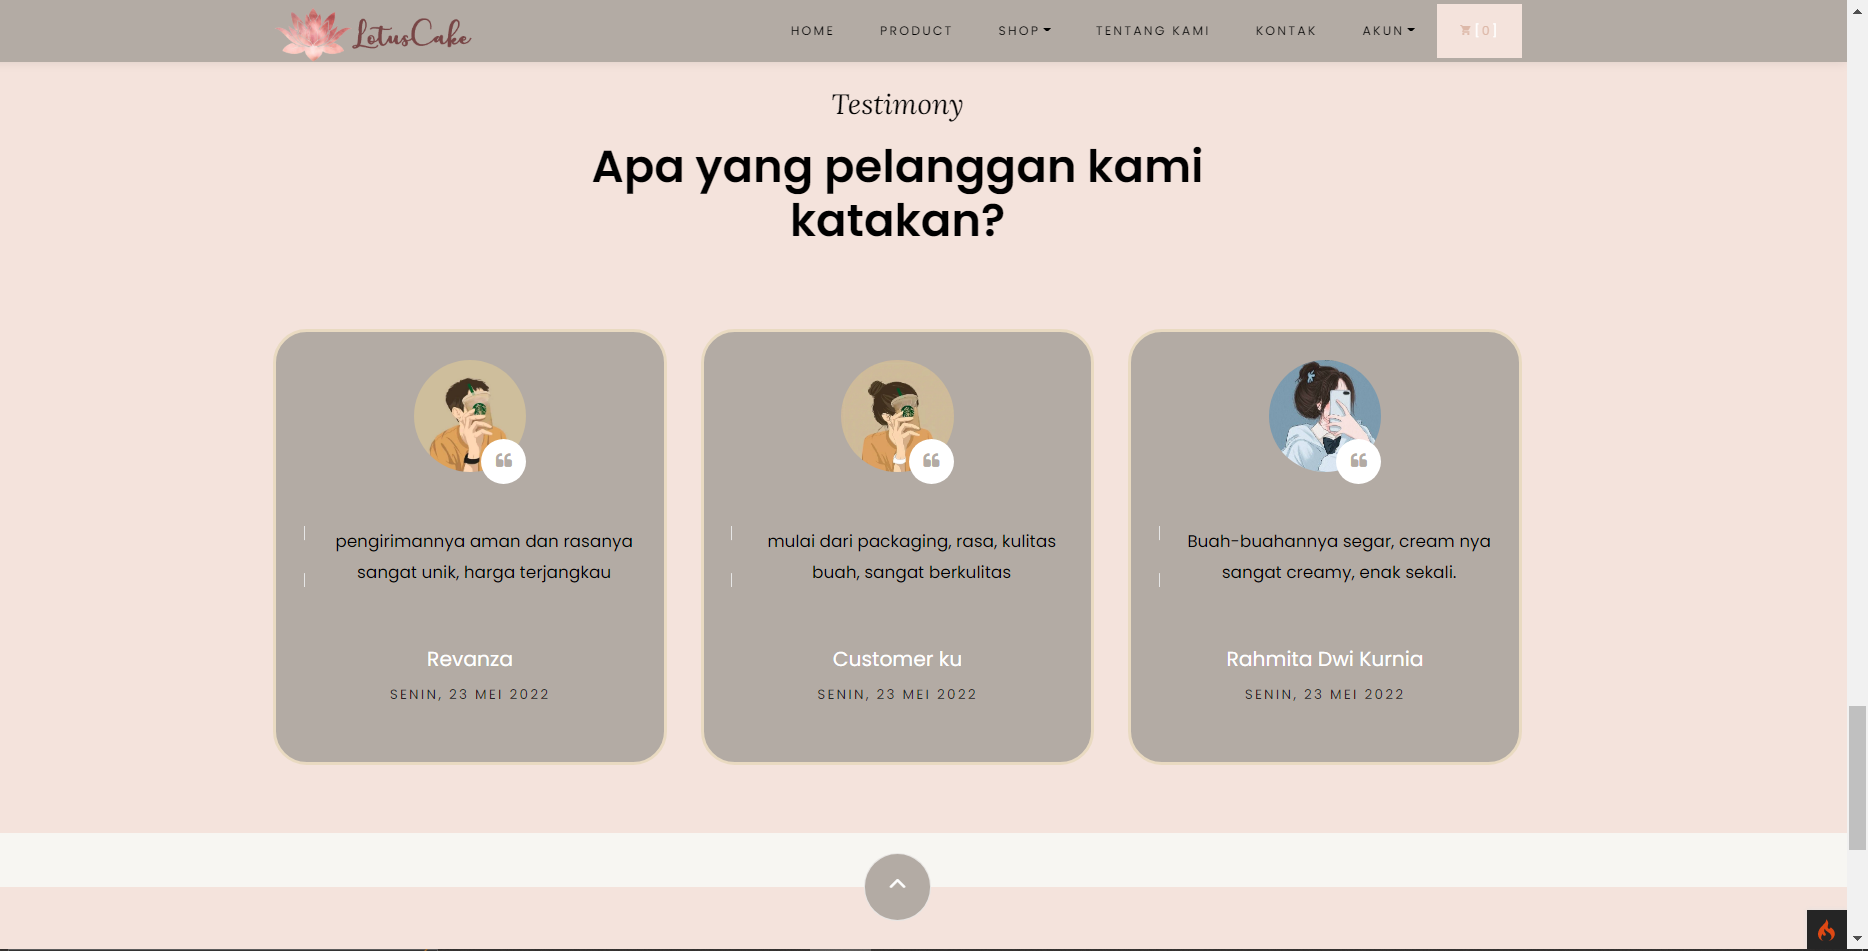 LotusCake
HOME PRODUCT SHOP TENTANG KAMI KONTAK AKUN [0]
Testimony
Apa yang pelanggan kami
katakan?
pengirimannya aman dan rasanya
sangat unik, harga terjangkau
Revanza
SENIN, 23 MEI 2022
mulai dari packaging, rasa, kulitas
buah, sangat berkulitas
Customer ku
SENIN, 23 MEI 2022
Buah-buahannya segar, cream nya
sangat creamy, enak sekali.
Rahmita Dwi Kurnia
SENIN, 23 MEI 2022